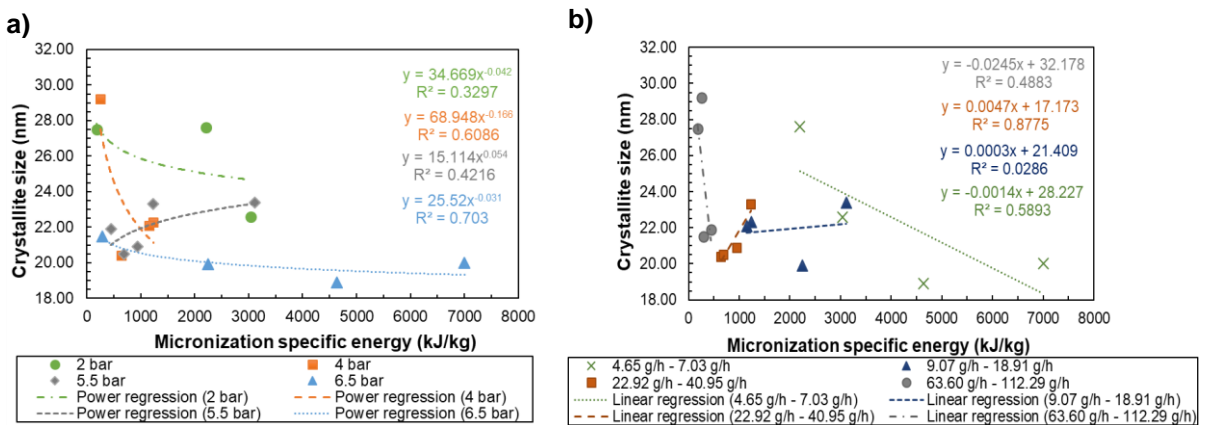 a)
32.00
30.00
28.00
26.00
24.00
22.00
20.00
18.00
Crystallite size (nm)
y = 34.669x^-0.042
R² = 0.3297
y = 68.948x^-0.166
R² = 0.6086
y = 15.114x^0.054
R² = 0.4216
y = 25.52x^-0.031
R² = 0.703
0 1000 2000 3000 4000 5000 6000 7000 8000
Micronization specific energy (kJ/kg)
2 bar 4 bar
5.5 bar 6.5 bar
Power regression (2 bar) Power regression (4 bar)
Power regression (5.5 bar) Power regression (6.5 bar)
b)
32.00
30.00
28.00
26.00
24.00
22.00
20.00
18.00
Crystallite size (nm)
y = -0.0245x + 32.178
R² = 0.4883
y = 0.0047x + 17.173
R² = 0.8775
y = 0.0003x + 21.409
R² = 0.0286
y = -0.0014x + 28.227
R² = 0.5893
0 1000 2000 3000 4000 5000 6000 7000 8000
Micronization specific energy (kJ/kg)
4.65 g/h - 7.03 g/h 9.07 g/h - 18.91 g/h
22.92 g/h - 40.95 g/h 63.60 g/h - 112.29 g/h
Linear regression (4.65 g/h - 7.03 g/h) Linear regression (9.07 g/h - 18.91 g/h)
Linear regression (22.92 g/h - 40.95 g/h) Linear regression (63.60 g/h - 112.29 g/h)